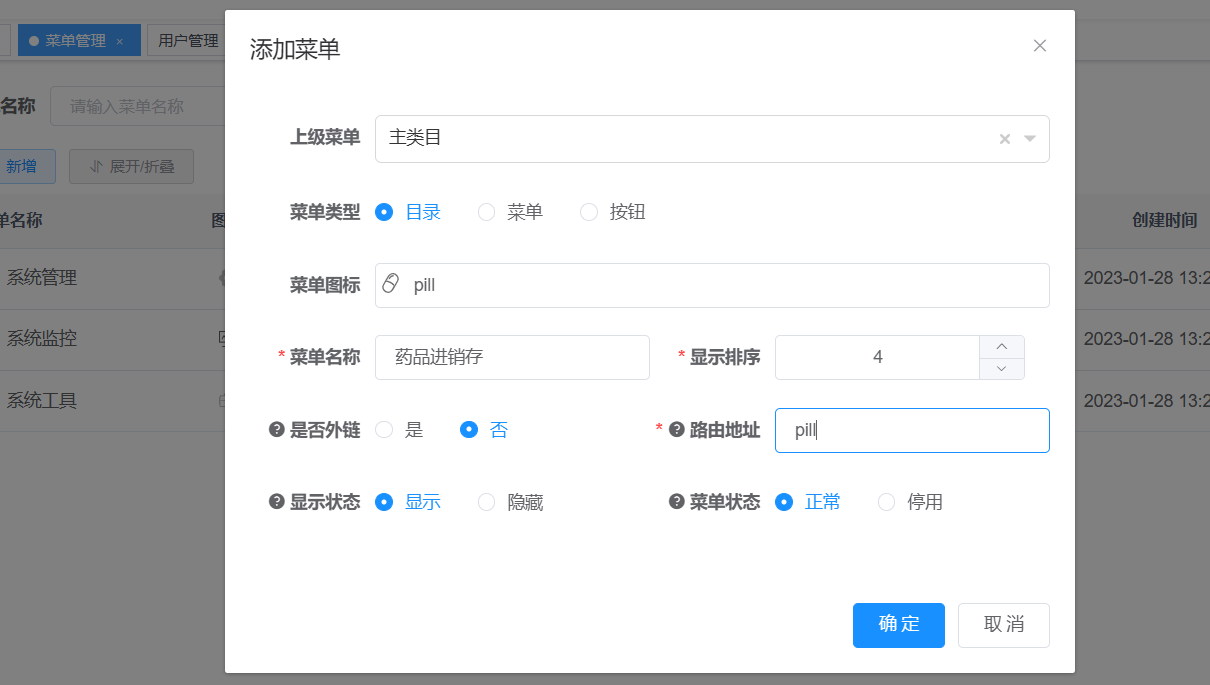 菜单管理 × 用户管理
添加菜单
名称 请输入菜单名称
上级菜单 主类目
新增 展开/折叠
菜单类型 目录 菜单 按钮
单名称 创建时间
系统管理 2023-01-28 13:2
菜单图标 pill
系统监控 2023-01-28 13:2
* 菜单名称 药品进销存 * 显示排序 4
系统工具 2023-01-28 13:2
是否外链 是 否 * 路由地址 pill
显示状态 显示 隐藏 菜单状态 正常 停用
确定 取消